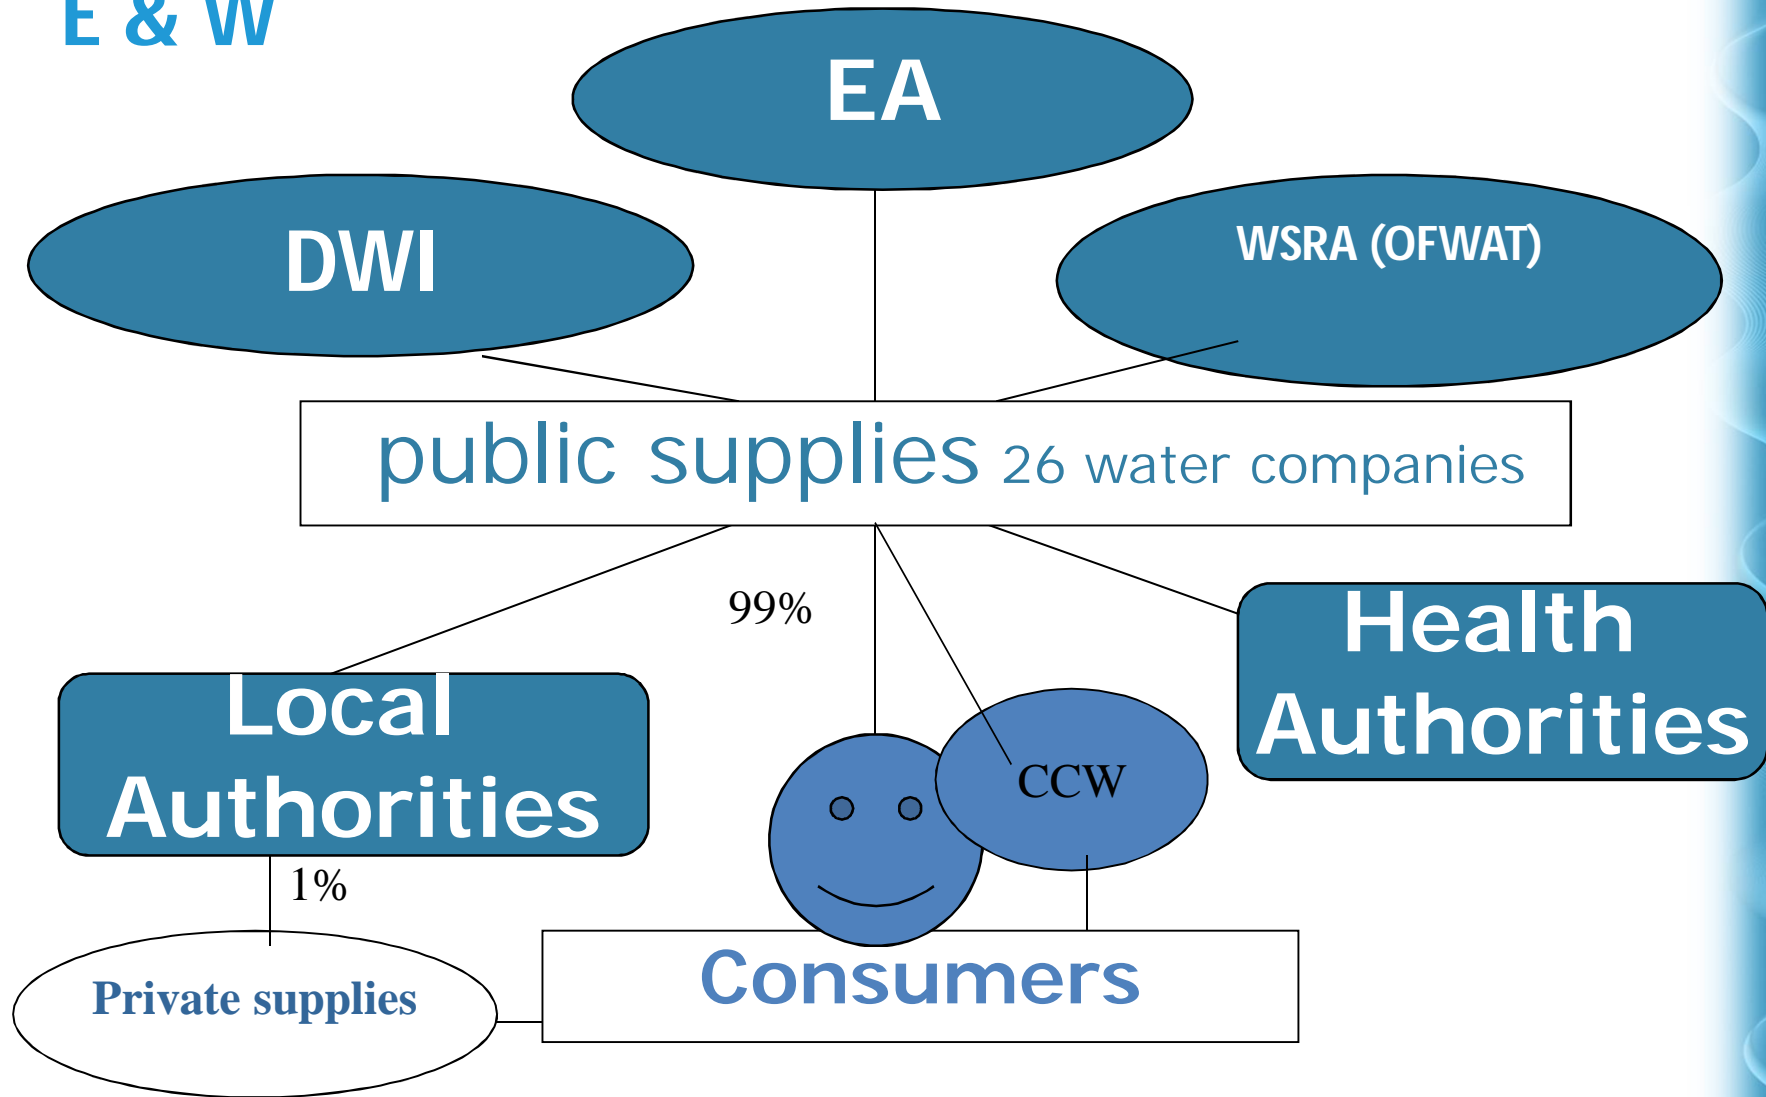 E & W
EA
DWI
WSRA (OFWAT)
public supplies 26 water companies
99%
Health
Authorities
Local
Authorities
CCW
1%
Private supplies
Consumers